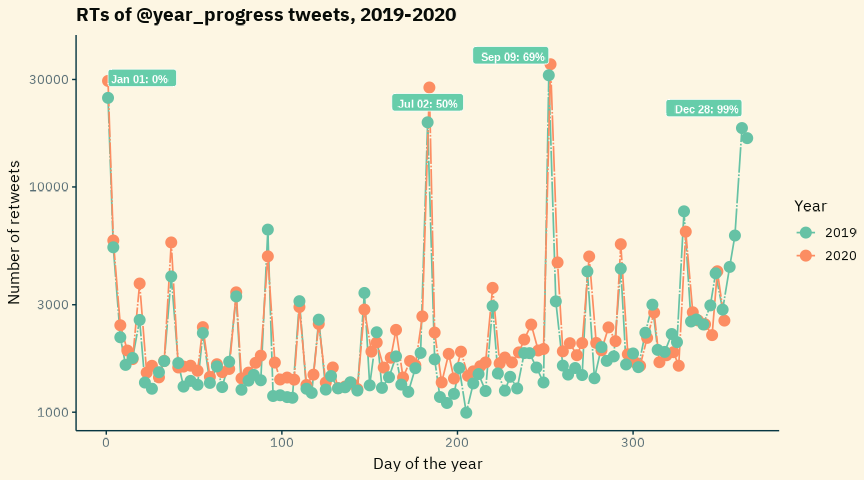 RTs of @year_progress tweets, 2019-2020
Number of retweets
30000
10000
3000
1000
Jan 01: 0%
Jul 02: 50%
Sep 09: 69%
Dec 28: 99%
0
100
200
300
Day of the year
Year
2019
2020